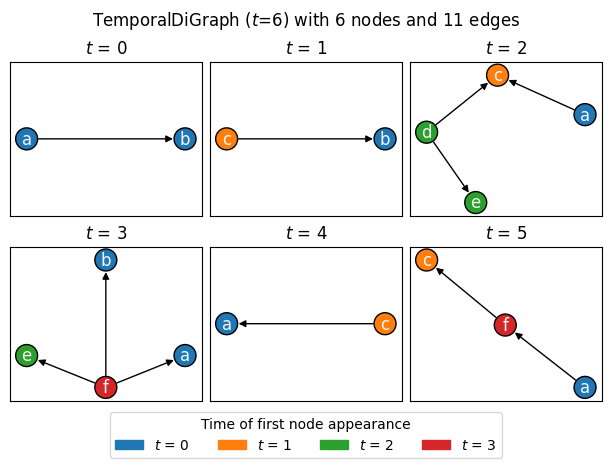 TemporalDiGraph (t=6) with 6 nodes and 11 edges
t = 0
t = 1
t = 2
a b
c b
c
a
d
e
t = 3
t = 4
t = 5
b
e a
f
a c
c
f
a
Time of first node appearance
t = 0 t = 1 t = 2 t = 3